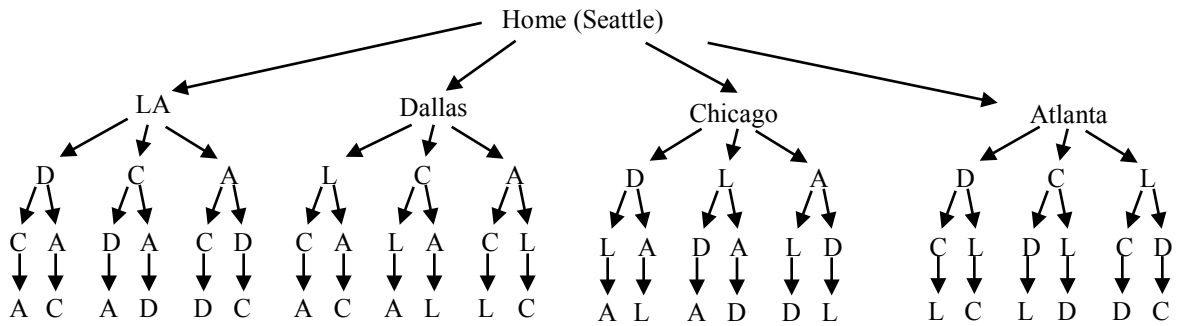 Home (Seattle)
LA Dallas Chicago Atlanta
D C A L C A D L A D C L
C A D A C D C A L A C L L A D A L D C L D L C D
A C A D D C A C A L L C A L A D D L L C L D D C